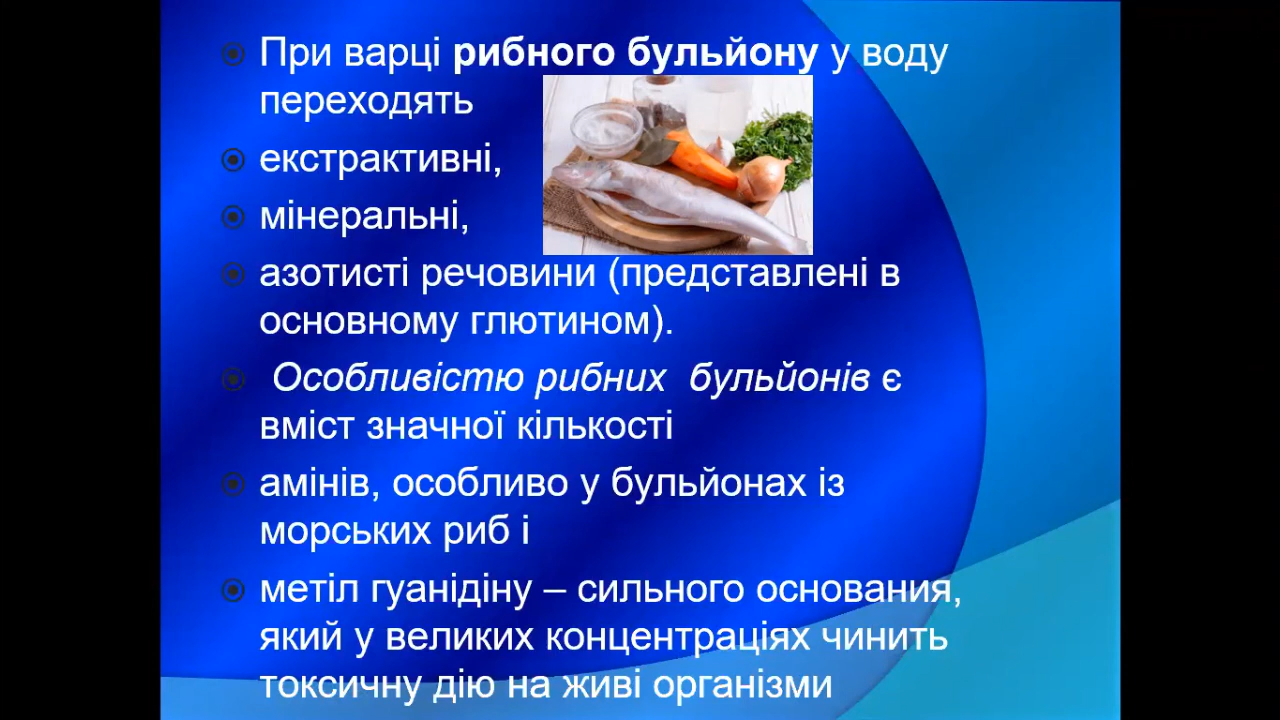 При варці рибного бульйону у воду
переходять
екстрактивні,
мінеральні,
азотисті речовини (представлені в
основному глютином).
Особливістю рибних бульйонів є
вміст значної кількості
амінів, особливо у бульйонах із
морських риб і
метіл гуанідіну – сильного основания,
який у великих концентраціях чинить
токсичну дію на живі організми